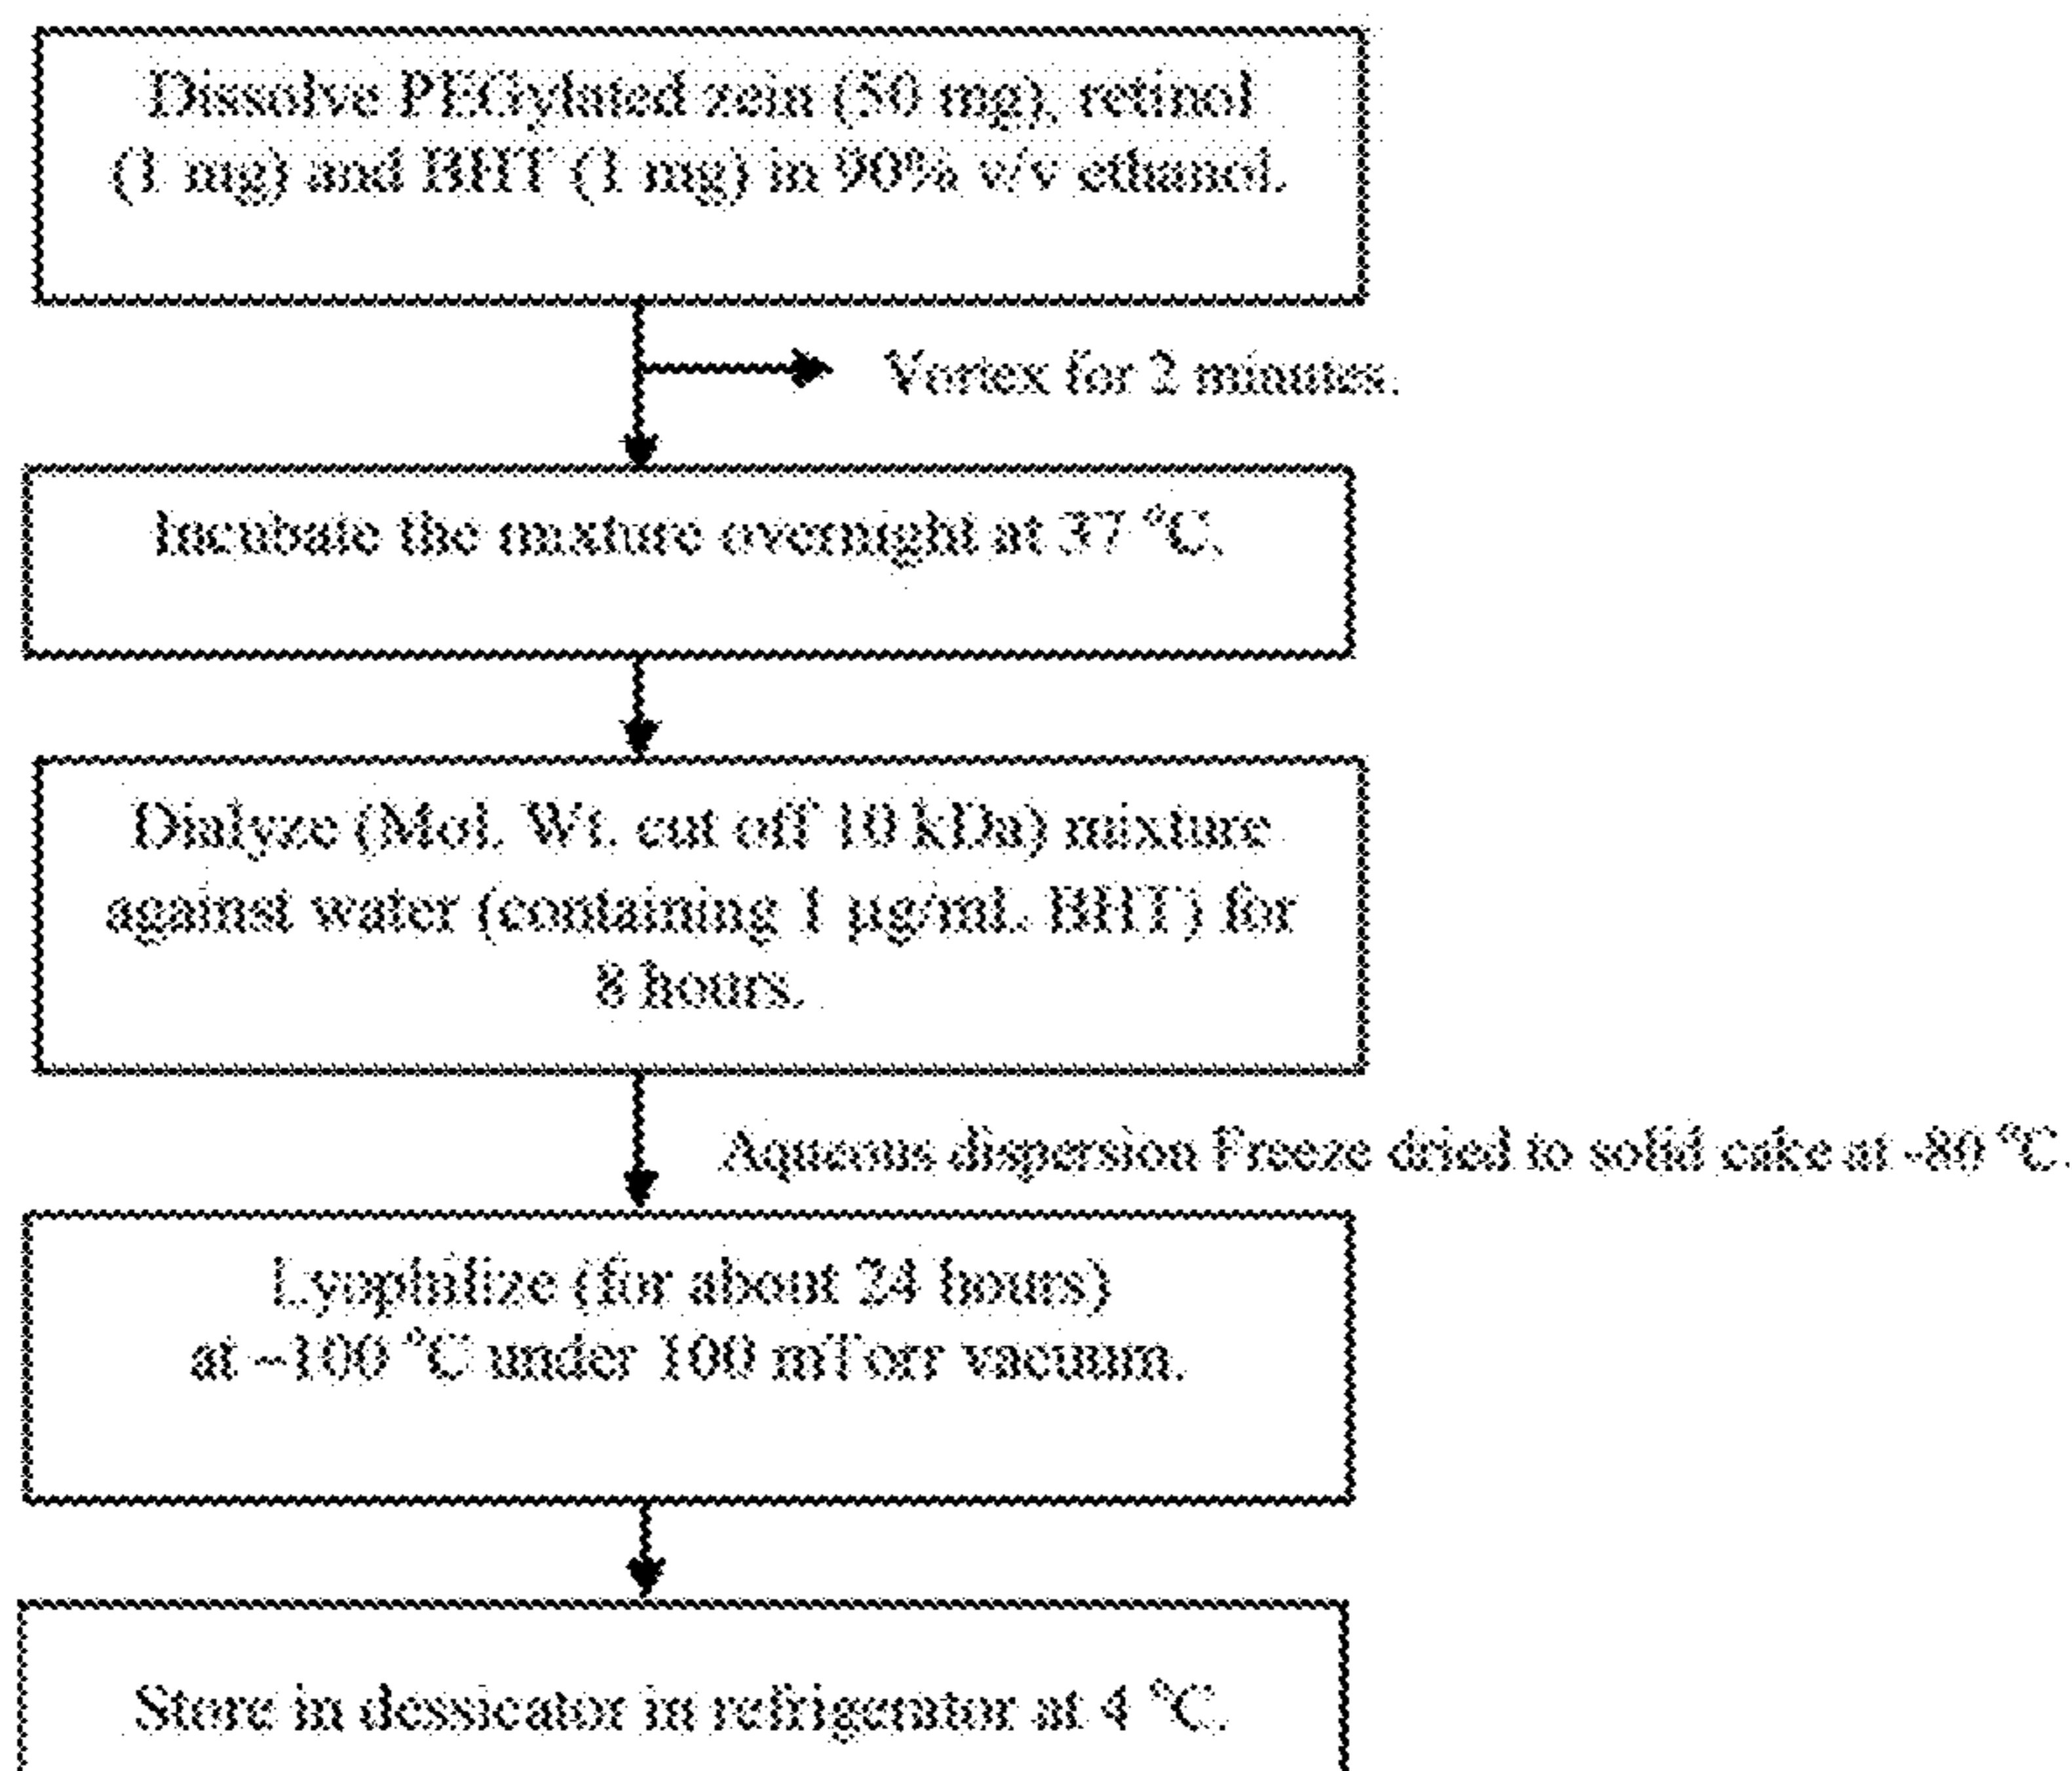 Dissolve PEGylated zein (50 mg), retinol
(1 mg) and BHT (1 mg) in 90% v/v ethanol.
Vortex for 2 minutes.
Incubate the mixture overnight at 37 °C.
Dialyze (Mol. Wt. cut off 10 kDa) mixture
against water (containing 1 µg/mL BHT) for
8 hours.
Aqueous dispersion Freeze dried to solid cake at -80 °C.
Lyophilize (for about 24 hours)
at -100 °C under 100 mTorr vacuum.
Store in dessicator in refrigerator at 4 °C.